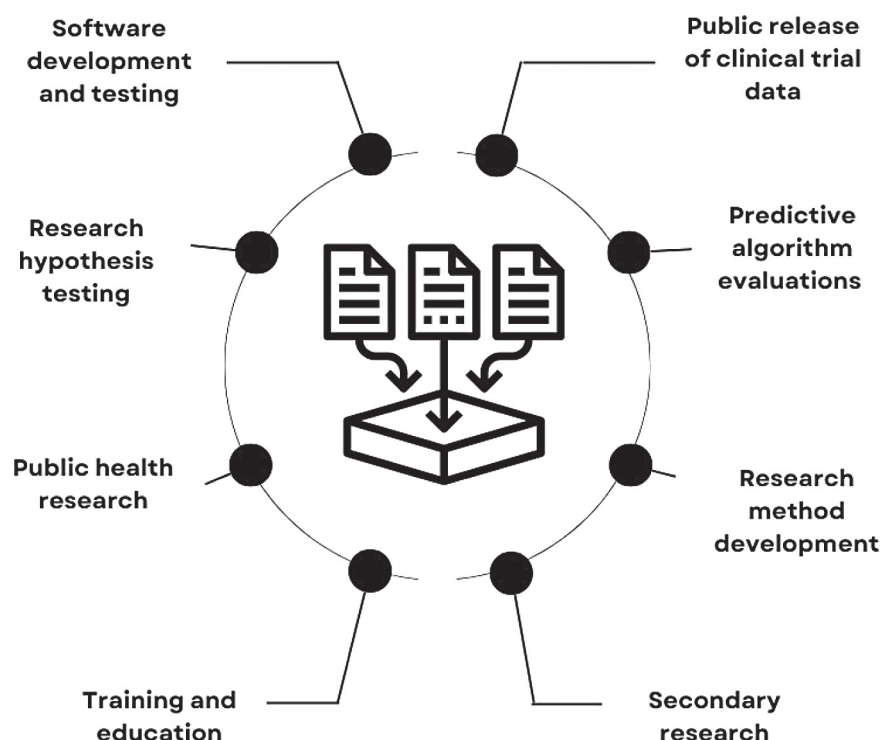 Software
development
and testing
Public release
of clinical trial
data
Research
hypothesis
testing
Predictive
algorithm
evaluations
Public health
research
Research
method
development
Training and
education
Secondary
research